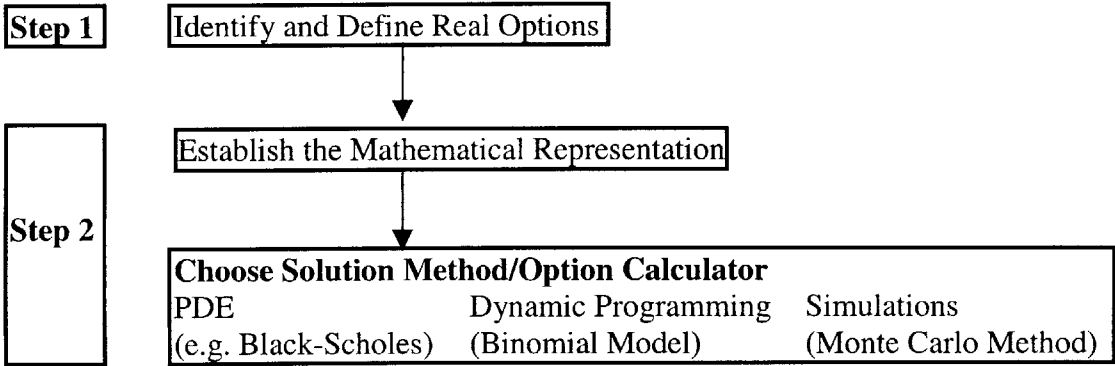 Step 1
Identify and Define Real Options
Establish the Mathematical Representation
Step 2
Choose Solution Method/Option Calculator
PDE Dynamic Programming Simulations
(e.g. Black-Scholes) (Binomial Model) (Monte Carlo Method)